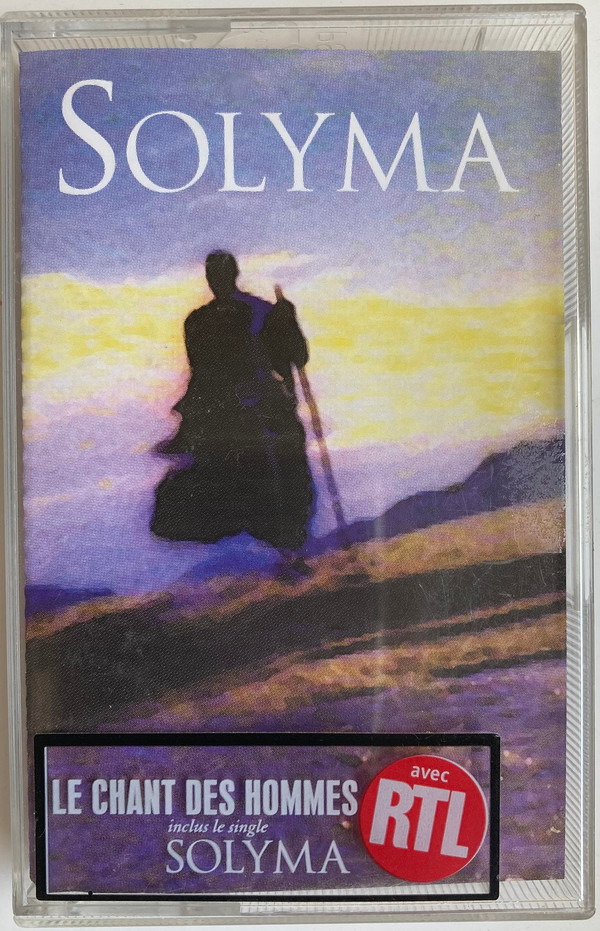 SOLYMA
LE CHANT DES HOMMES
inclus le single
SOLYMA
avec
RTL